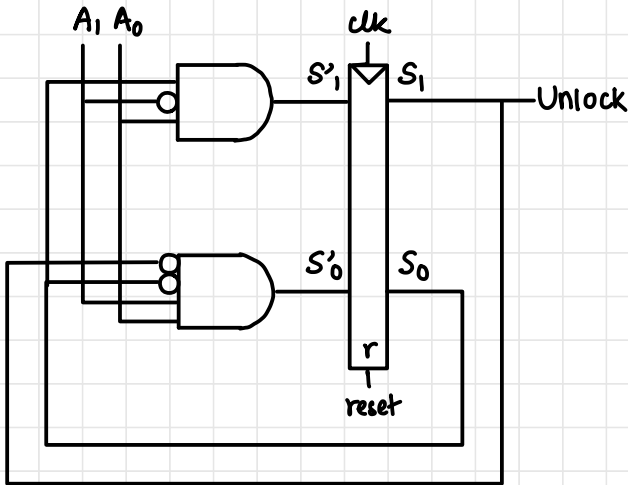 A₁ A₀
clk
S'₁
S₁
Unlock
S'₀
S₀
r
reset